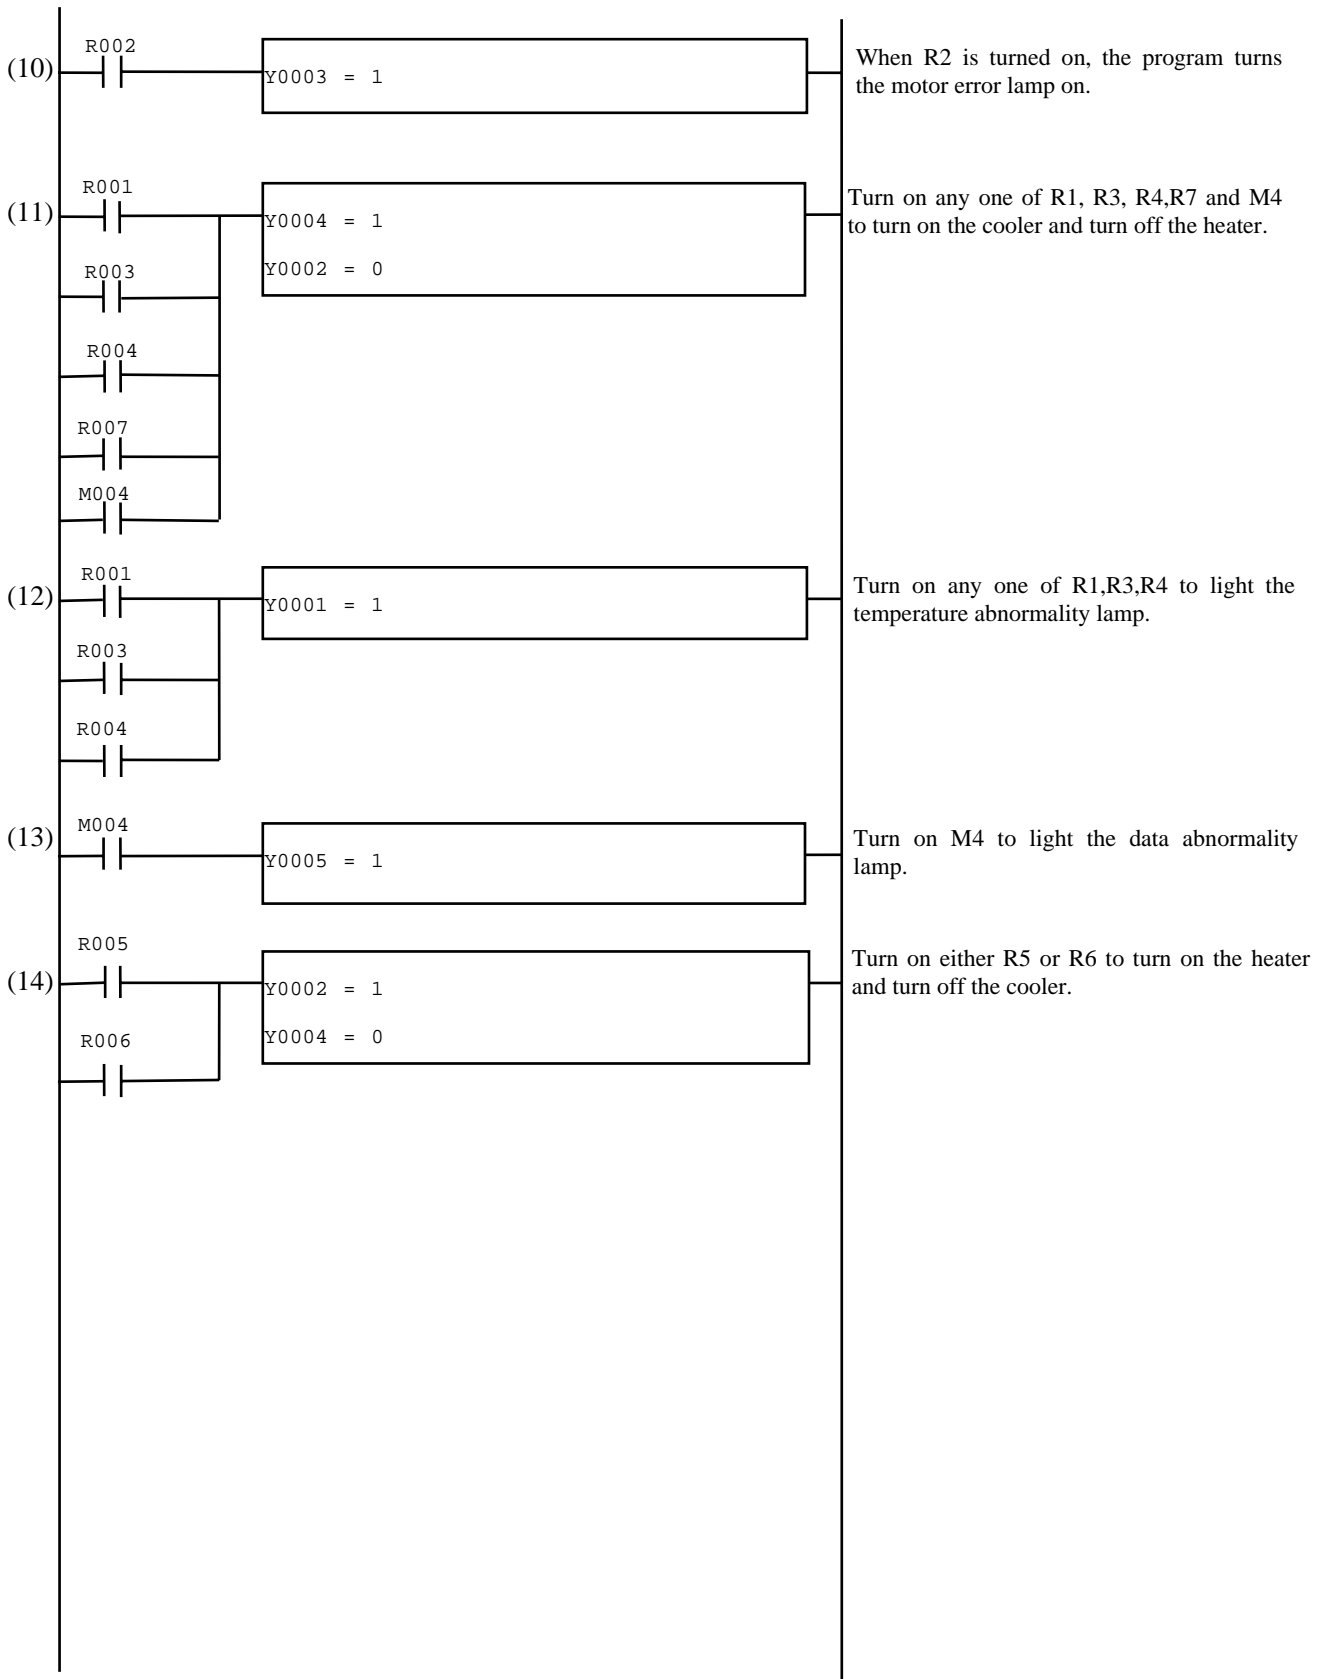 R002
(10)
Y0003 = 1
When R2 is turned on, the program turns
the motor error lamp on.
R001
(11)
Y0004 = 1
Y0002 = 0
Turn on any one of R1, R3, R4,R7 and M4
to turn on the cooler and turn off the heater.
R003
R004
R007
M004
R001
(12)
Y0001 = 1
Turn on any one of R1,R3,R4 to light the
temperature abnormality lamp.
R003
R004
M004
(13)
Y0005 = 1
Turn on M4 to light the data abnormality
lamp.
R005
(14)
Y0002 = 1
Y0004 = 0
Turn on either R5 or R6 to turn on the heater
and turn off the cooler.
R006